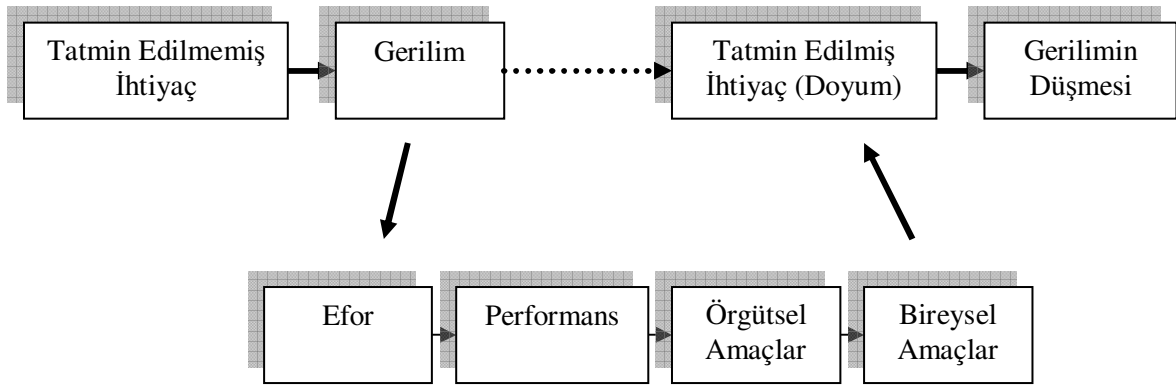 Tatmin Edilmemiş
İhtiyaç
Gerilim
Tatmin Edilmiş
İhtiyaç (Doyum)
Gerilimin
Düşmesi
Efor
Performans
Örgütsel
Amaçlar
Bireysel
Amaçlar